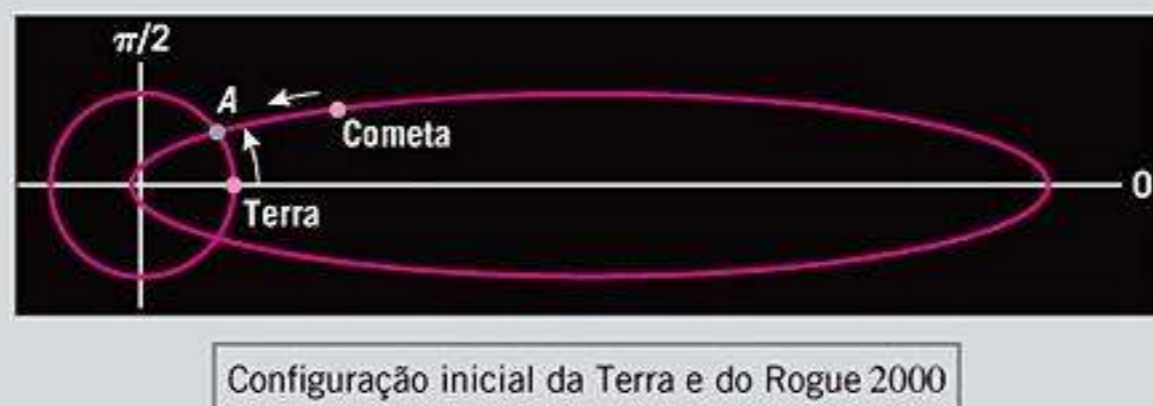 π/2
A
Cometa
Terra
0
Configuração inicial da Terra e do Rogue 2000